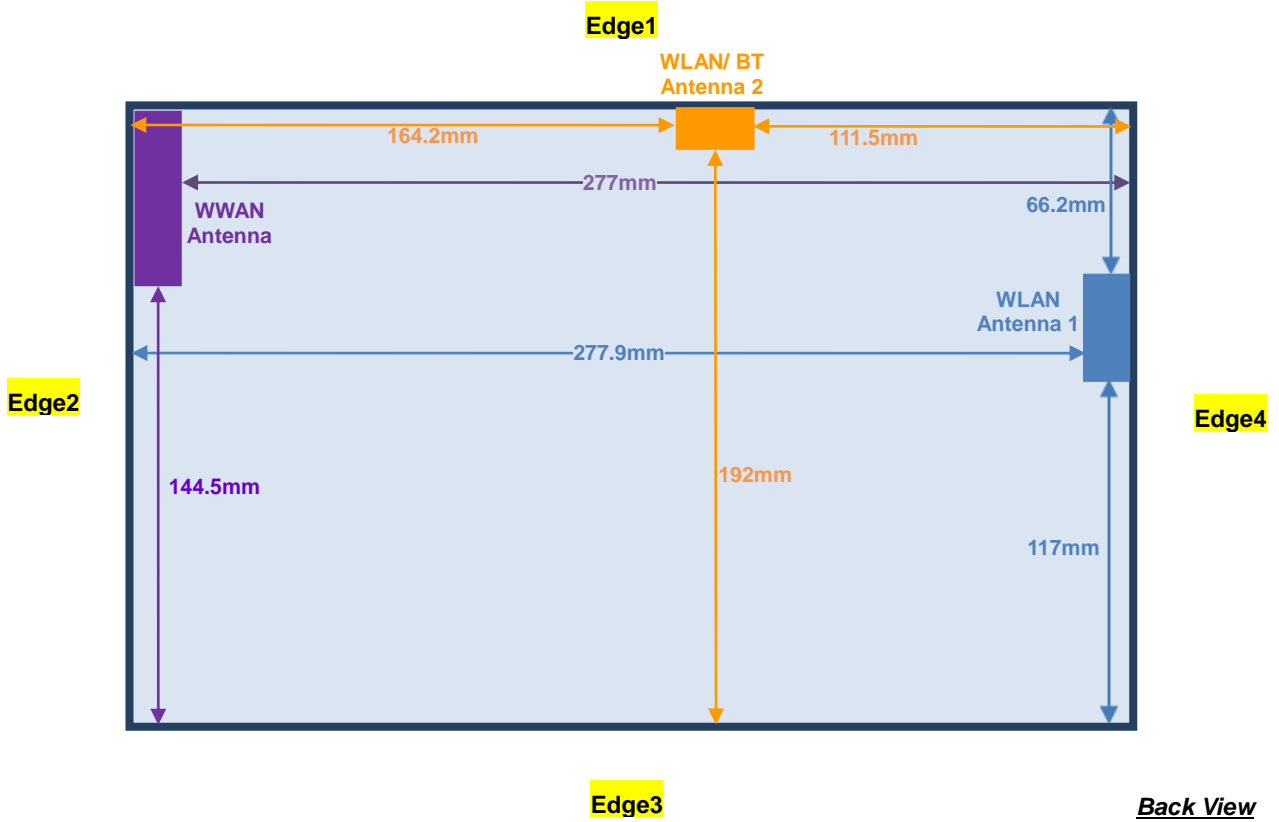 Edge1
WLAN/ BT
Antenna 2
164.2mm
111.5mm
277mm
WWAN
Antenna
66.2mm
WLAN
Antenna 1
277.9mm
Edge2
Edge4
144.5mm
192mm
117mm
Edge3
Back View